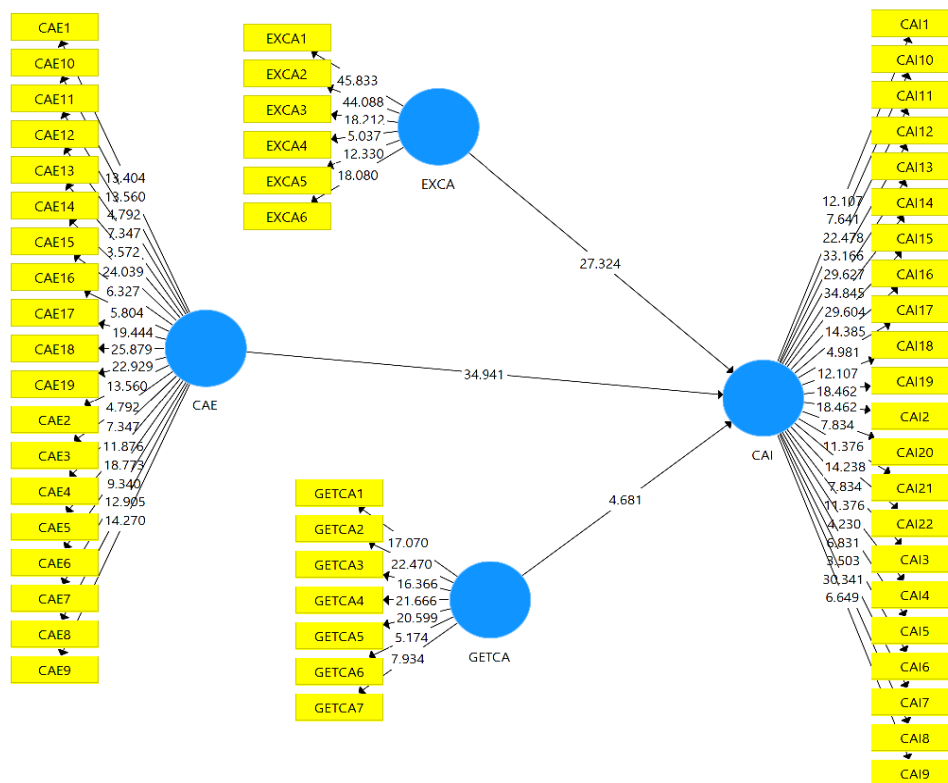 CAE1
CAE10
CAE11
CAE12
CAE13
CAE14
CAE15
CAE16
CAE17
CAE18
CAE19
CAE2
CAE3
CAE4
CAE5
CAE6
CAE7
CAE8
CAE9
13.404
13.560
4.792
7.347
3.572
24.039
6.327
5.804
19.444
25.879
22.929
13.560
4.792
7.347
11.876
18.773
9.340
12.905
14.270
CAE
EXCA1
EXCA2
EXCA3
EXCA4
EXCA5
EXCA6
45.833
44.088
18.212
5.037
12.330
18.080
EXCA
27.324
34.941
4.681
GETCA1
GETCA2
GETCA3
GETCA4
GETCA5
GETCA6
GETCA7
17.070
22.470
16.366
21.666
20.599
5.174
7.934
GETCA
CAI
12.107
7.641
22.478
33.166
29.627
34.845
29.604
14.385
4.981
12.107
18.462
18.462
7.834
11.376
14.238
7.834
11.376
4.230
6.831
3.503
30.341
6.649
CAI1
CAI10
CAI11
CAI12
CAI13
CAI14
CAI15
CAI16
CAI17
CAI18
CAI19
CAI2
CAI20
CAI21
CAI22
CAI3
CAI4
CAI5
CAI6
CAI7
CAI8
CAI9